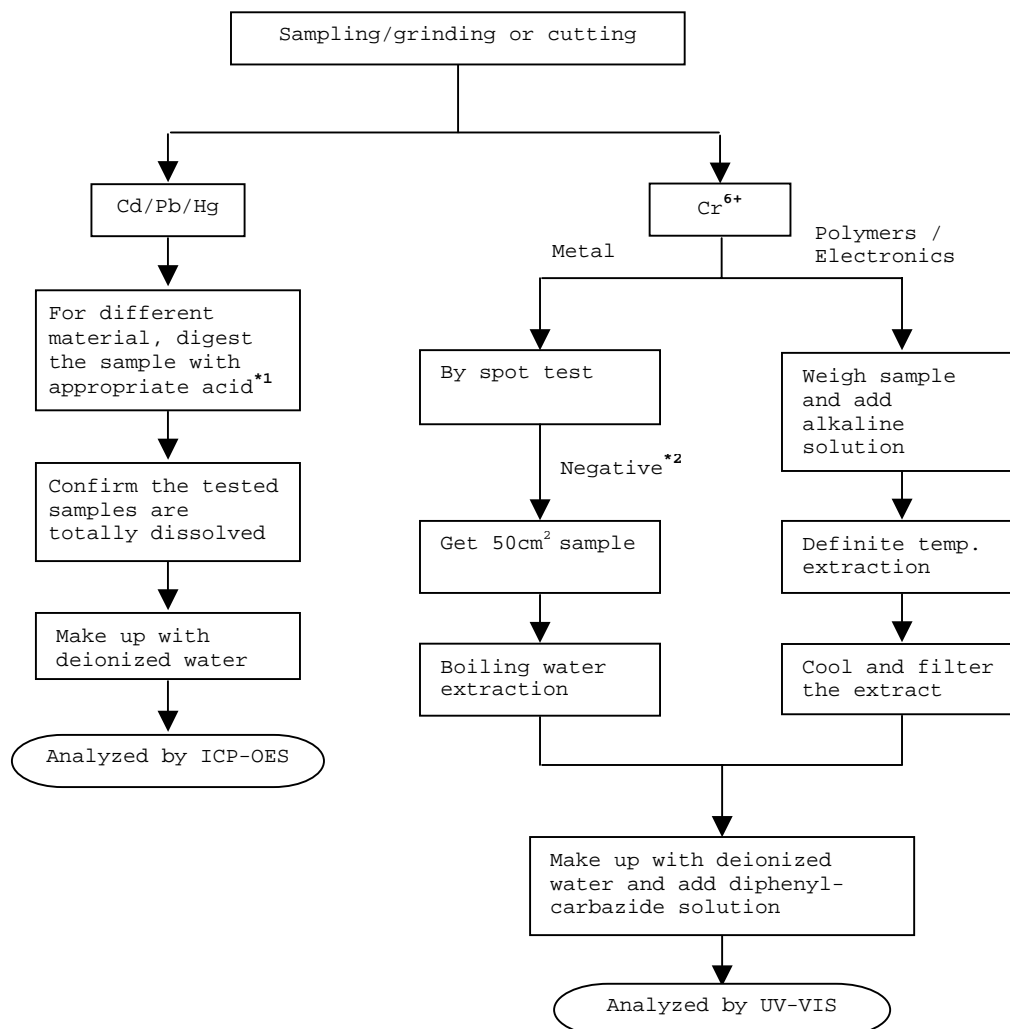 Sampling/grinding or cutting
Cd/Pb/Hg
For different
material, digest
the sample with
appropriate acid*1
Confirm the tested
samples are
totally dissolved
Make up with
deionized water
Analyzed by ICP-OES
Cr6+
Metal
Polymers /
Electronics
By spot test
Negative*2
Get 50cm2 sample
Boiling water
extraction
Weigh sample
and add
alkaline
solution
Definite temp.
extraction
Cool and filter
the extract
Make up with deionized
water and add diphenyl-
carbazide solution
Analyzed by UV-VIS